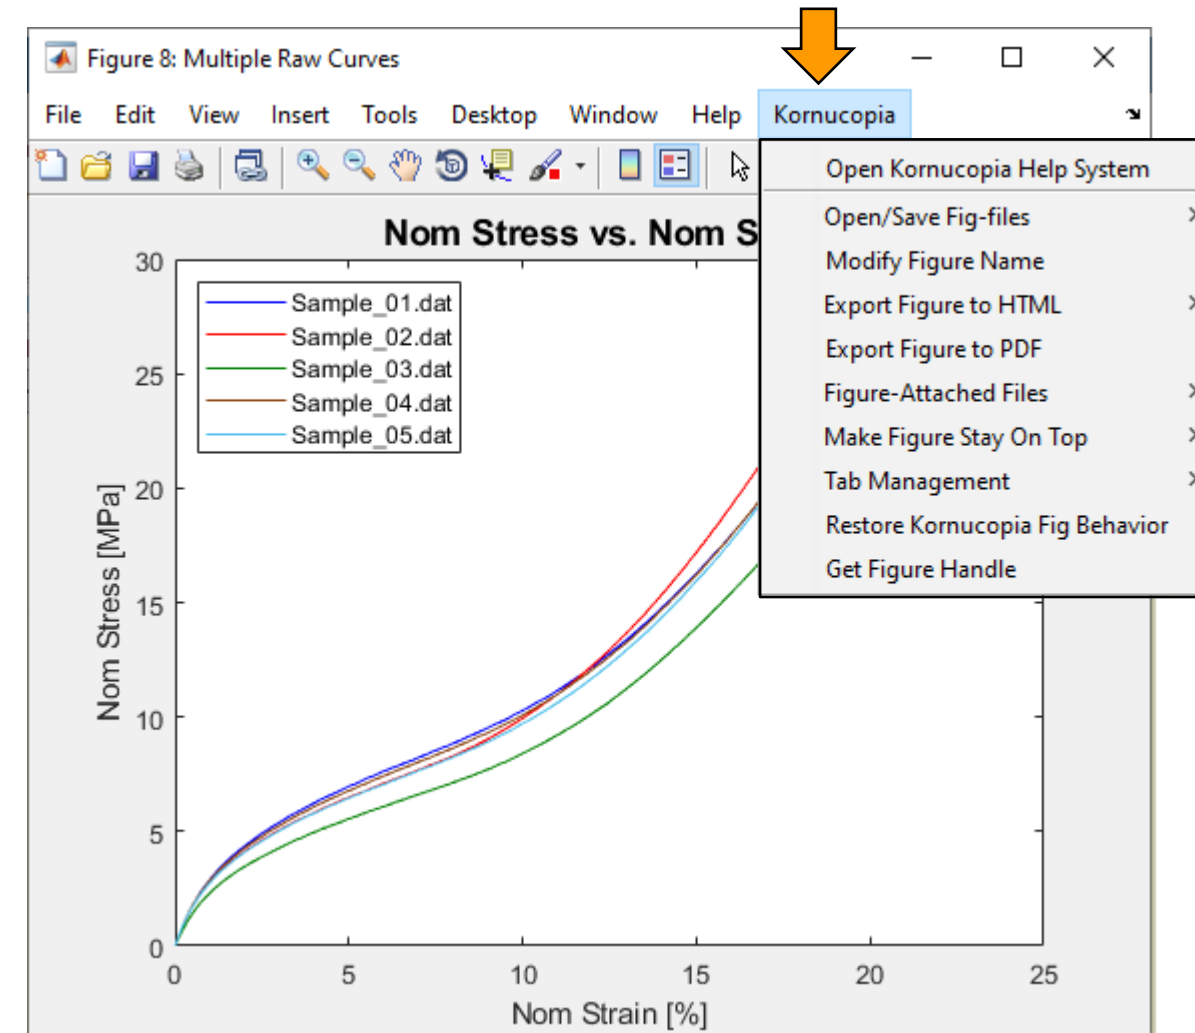 Figure 8: Multiple Raw Curves
File Edit View Insert Tools Desktop Window Help Kornucopia
Open Kornucopia Help System
Open/Save Fig-files
Modify Figure Name
Export Figure to HTML
Export Figure to PDF
Figure-Attached Files
Make Figure Stay On Top
Tab Management
Restore Kornucopia Fig Behavior
Get Figure Handle
Nom Stress vs. Nom S
Sample_01.dat
Sample_02.dat
Sample_03.dat
Sample_04.dat
Sample_05.dat
Nom Stress [MPa]
30
25
20
15
10
5
0
0 5 10 15 20 25
Nom Strain [%]